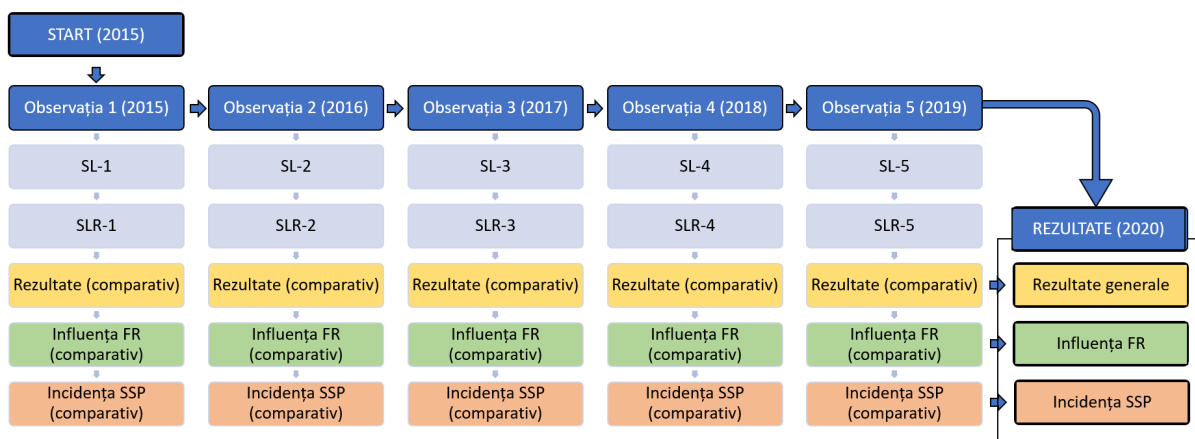 START (2015)
Observația 1 (2015)
Observația 2 (2016)
Observația 3 (2017)
Observația 4 (2018)
Observația 5 (2019)
SL-1
SL-2
SL-3
SL-4
SL-5
SLR-1
SLR-2
SLR-3
SLR-4
SLR-5
REZULTATE (2020)
Rezultate (comparativ)
Rezultate (comparativ)
Rezultate (comparativ)
Rezultate (comparativ)
Rezultate (comparativ)
Rezultate generale
Influența FR
(comparativ)
Influența FR
(comparativ)
Influența FR
(comparativ)
Influența FR
(comparativ)
Influența FR
(comparativ)
Influența FR
Incidența SSP
(comparativ)
Incidența SSP
(comparativ)
Incidența SSP
(comparativ)
Incidența SSP
(comparativ)
Incidența SSP
(comparativ)
Incidența SSP